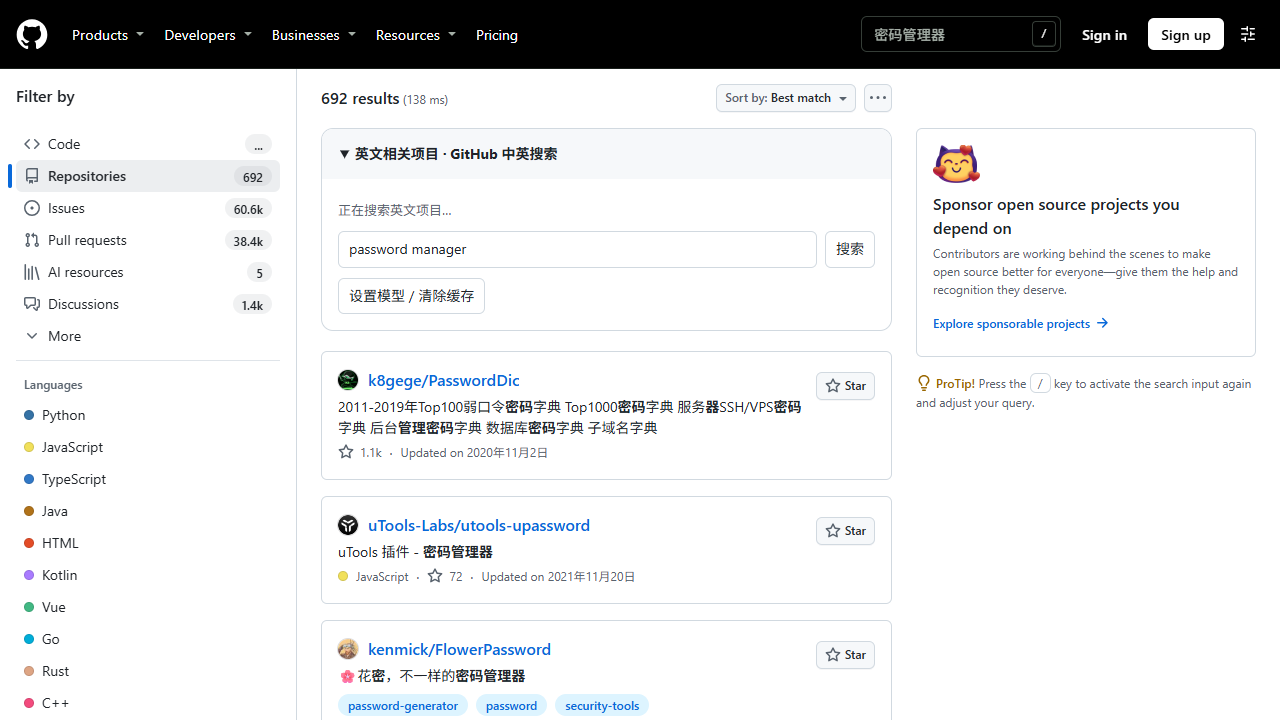 Products
Developers
Businesses
Resources
Pricing
密码管理器
/
Sign in
Sign up
Filter by
Code
...
Repositories
692
Issues
60.6k
Pull requests
38.4k
AI resources
5
Discussions
1.4k
More
Languages
Python
JavaScript
TypeScript
Java
HTML
Kotlin
Vue
Go
Rust
C++
692 results (138 ms)
Sort by: Best match
英文相关项目 · GitHub 中英搜索
正在搜索英文项目...
password manager
搜索
设置模型 / 清除缓存
k8gege/PasswordDic
Star
2011-2019年Top100弱口令密码字典 Top1000密码字典 服务器SSH/VPS密码
字典 后台管理密码字典 数据库密码字典 子域名字典
1.1k · Updated on 2020年11月2日
uTools-Labs/utools-upassword
Star
uTools 插件 - 密码管理器
JavaScript · 72 · Updated on 2021年11月20日
kenmick/FlowerPassword
Star
🌸花密，不一样的密码管理器
password-generator
password
security-tools
Sponsor open source projects you
depend on
Contributors are working behind the scenes to make
open source better for everyone—give them the help and
recognition they deserve.
Explore sponsorable projects
ProTip! Press the / key to activate the search input again
and adjust your query.